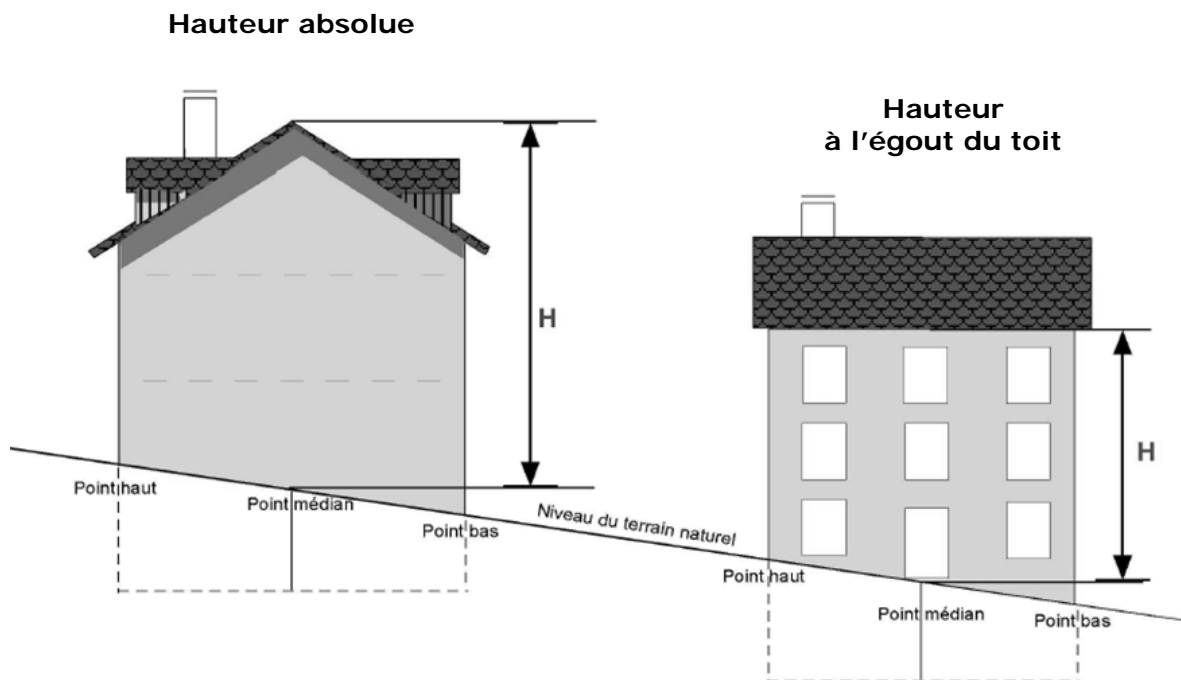 Hauteur absolue
Hauteur
à l'égout du toit
H
H
Point haut
Point médian
Point bas
Niveau du terrain naturel
Point haut
Point médian
Point bas